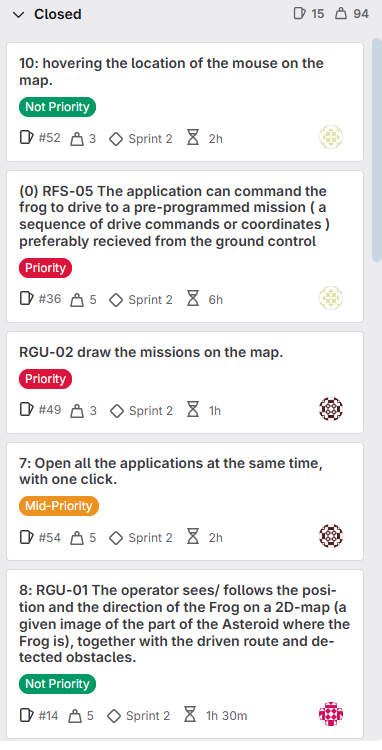 Closed 15 94
10: hovering the location of the mouse on the
map.
Not Priority
#52 3 Sprint 2 2h
(0) RFS-05 The application can command the
frog to drive to a pre-programmed mission ( a
sequence of drive commands or coordinates )
preferably recieved from the ground control
Priority
#36 5 Sprint 2 6h
RGU-02 draw the missions on the map.
Priority
#49 3 Sprint 2 1h
7: Open all the applications at the same time,
with one click.
Mid-Priority
#54 5 Sprint 2 2h
8: RGU-01 The operator sees/ follows the posi-
tion and the direction of the Frog on a 2D-map (a
given image of the part of the Asteroid where the
Frog is), together with the driven route and de-
tected obstacles.
Not Priority
#14 5 Sprint 2 1h 30m